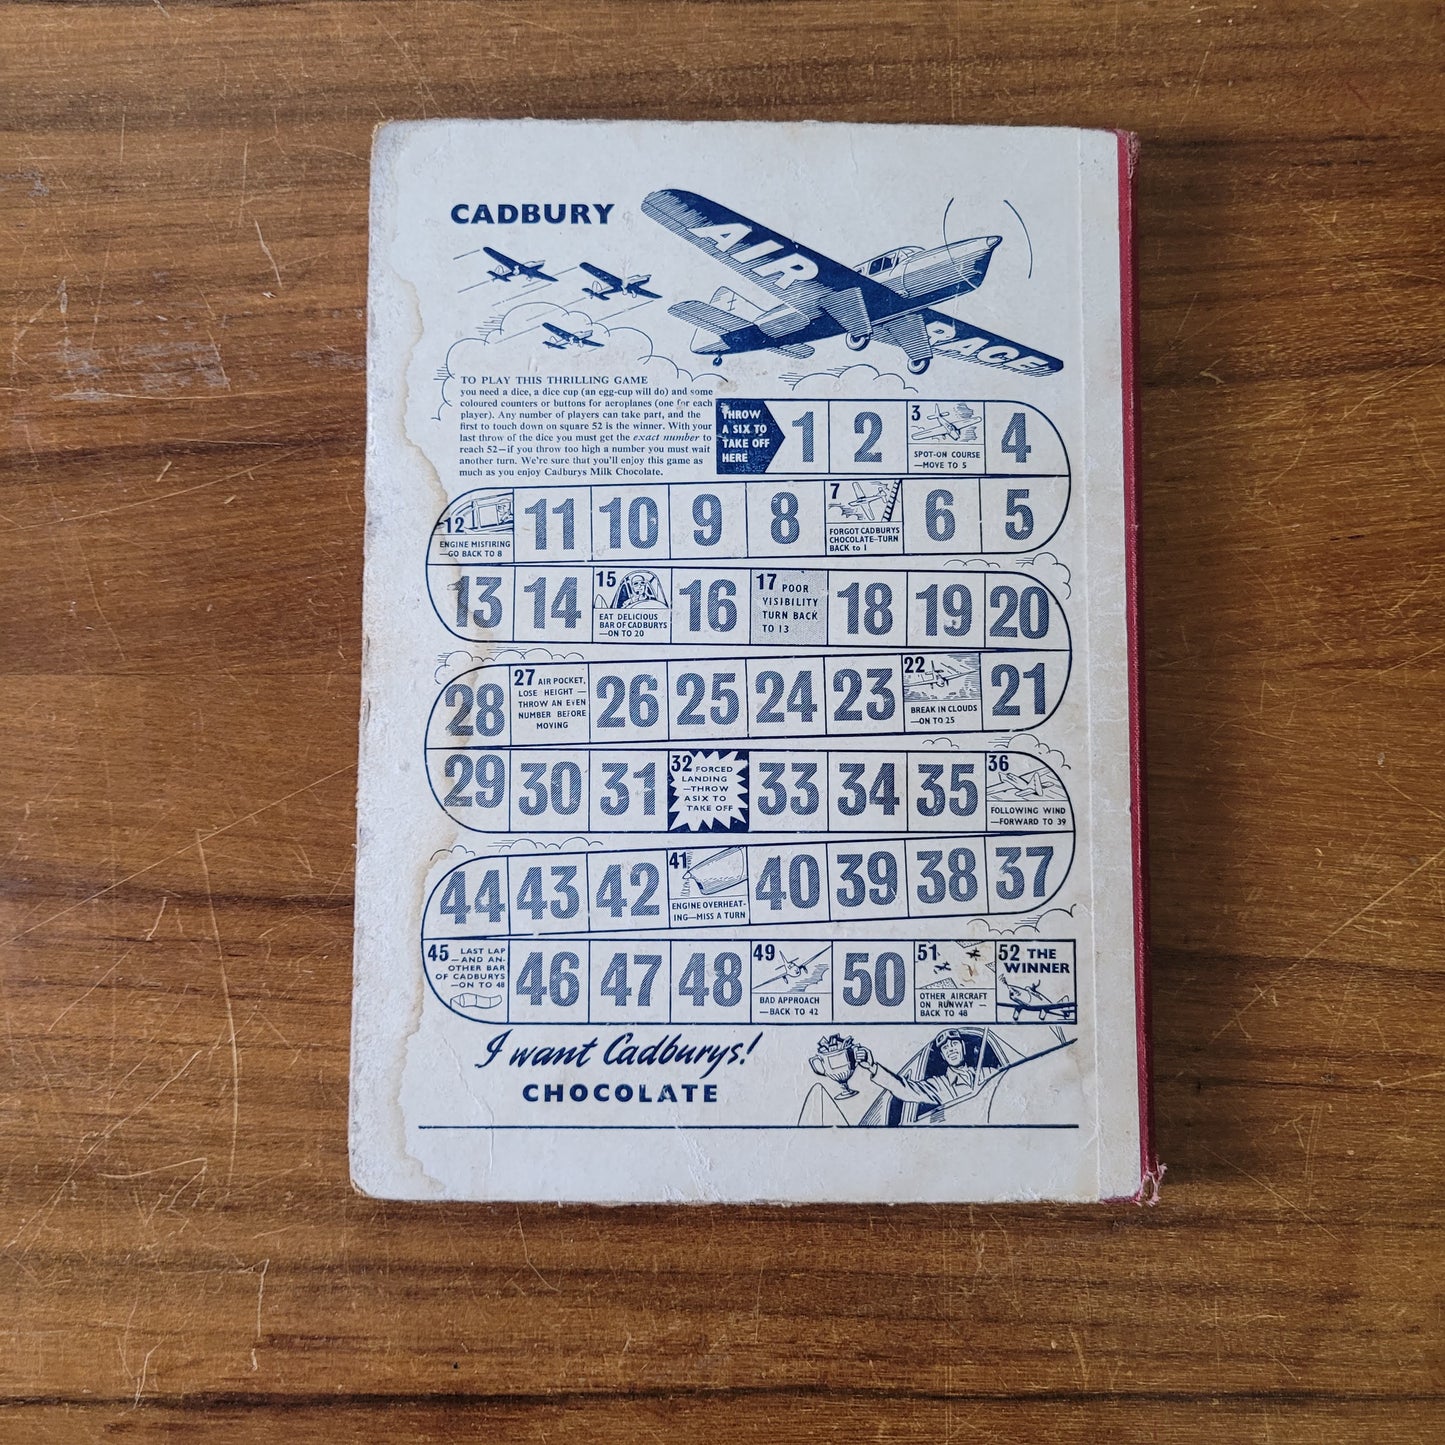 CADBURY
AIR
RACE
TO PLAY THIS THRILLING GAME
you need a dice, a dice cup (an egg-cup will do) and some
coloured counters or buttons for aeroplanes (one for each
player). Any number of players can take part, and the
first to touch down on square 52 is the winner. With your
last throw of the dice you must get the exact number to
reach 52—if you throw too high a number you must wait
another turn. We're sure that you'll enjoy this game as
much as you enjoy Cadburys Milk Chocolate.
THROW
A SIX TO
TAKE OFF
HERE
1
2
3
SPOT-ON COURSE
—MOVE TO 5
4
12
ENGINE MISFIRING
—GO BACK TO 8
11
10
9
8
7
FORGOT CADBURYS
CHOCOLATE—TURN
BACK to 1
6
5
13
14
15
EAT DELICIOUS
BAR OF CADBURYS
—ON TO 20
16
17 POOR
VISIBILITY
TURN BACK
TO 13
18
19
20
28
27 AIR POCKET,
LOSE HEIGHT —
THROW AN EVEN
NUMBER BEFORE
MOVING
26
25
24
23
22
BREAK IN CLOUDS
—ON TO 25
21
29
30
31
32 FORCED
LANDING
—THROW
A SIX TO
TAKE OFF
33
34
35
36
FOLLOWING WIND
—FORWARD TO 39
44
43
42
41
ENGINE OVERHEAT-
ING—MISS A TURN
40
39
38
37
45 LAST LAP
—AND AN-
OTHER BAR
OF CADBURYS
—ON TO 48
46
47
48
49
BAD APPROACH
—BACK TO 42
50
51
OTHER AIRCRAFT
ON RUNWAY —
BACK TO 48
52 THE
WINNER
I want Cadburys!
CHOCOLATE